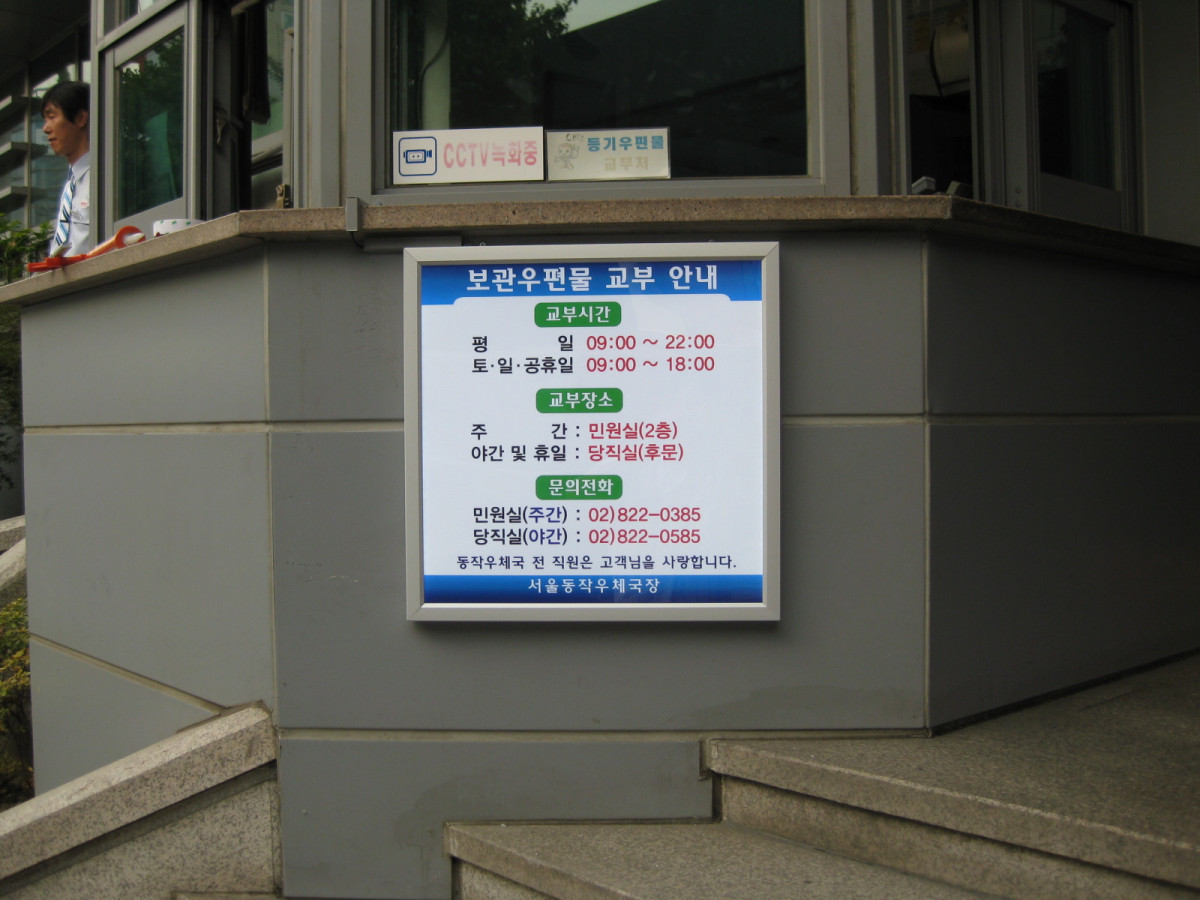 CCTV녹화중
등기우편물
교부처
보관우편물 교부 안내
교부시간
평 일 09:00 ~ 22:00
토·일·공휴일 09:00 ~ 18:00
교부장소
주 간 : 민원실(2층)
야간 및 휴일 : 당직실(후문)
문의전화
민원실(주간) : 02)822-0385
당직실(야간) : 02)822-0585
동작우체국 전 직원은 고객님을 사랑합니다.
서울동작우체국장